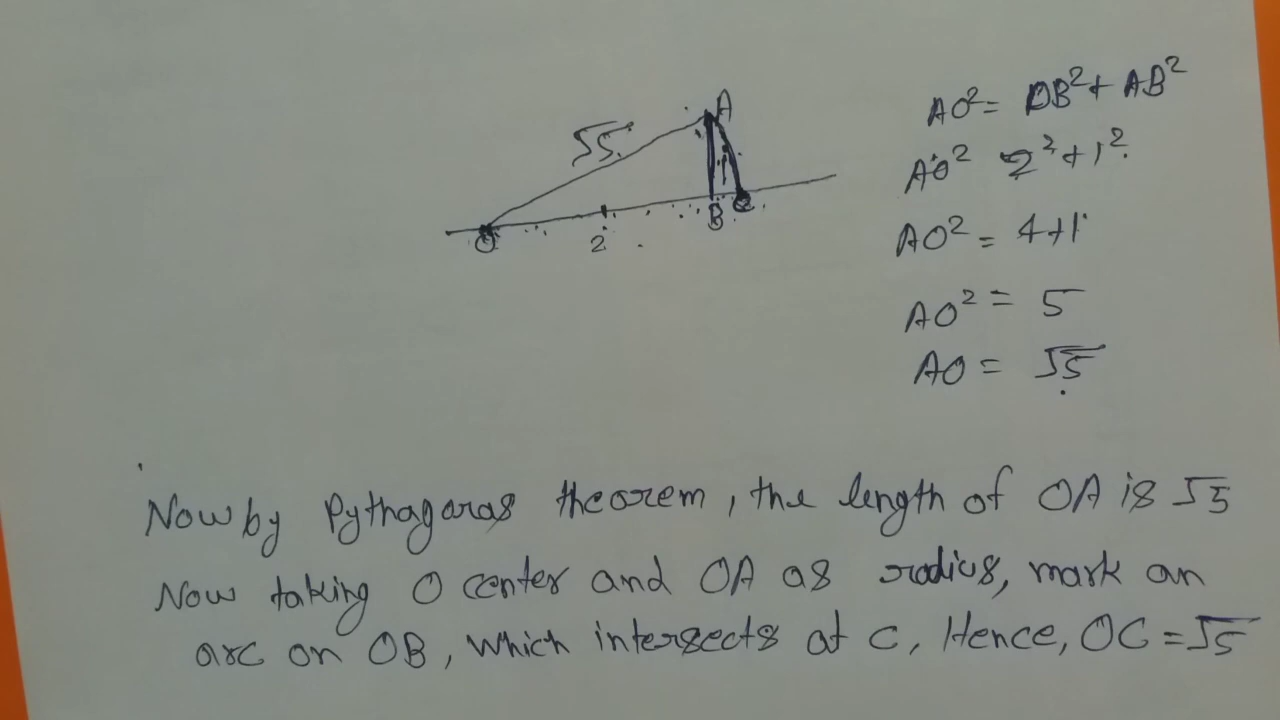 A
√5
O
2
B
C
AO²= OB²+ AB²
AO² 2²+1²
AO² = 4+1
AO² = 5
AO = √5
Now by Pythagaras theorem, the length of OA is √5
Now taking O center and OA as radius, mark an
arc on OB, which intersects at C, Hence, OC =√5